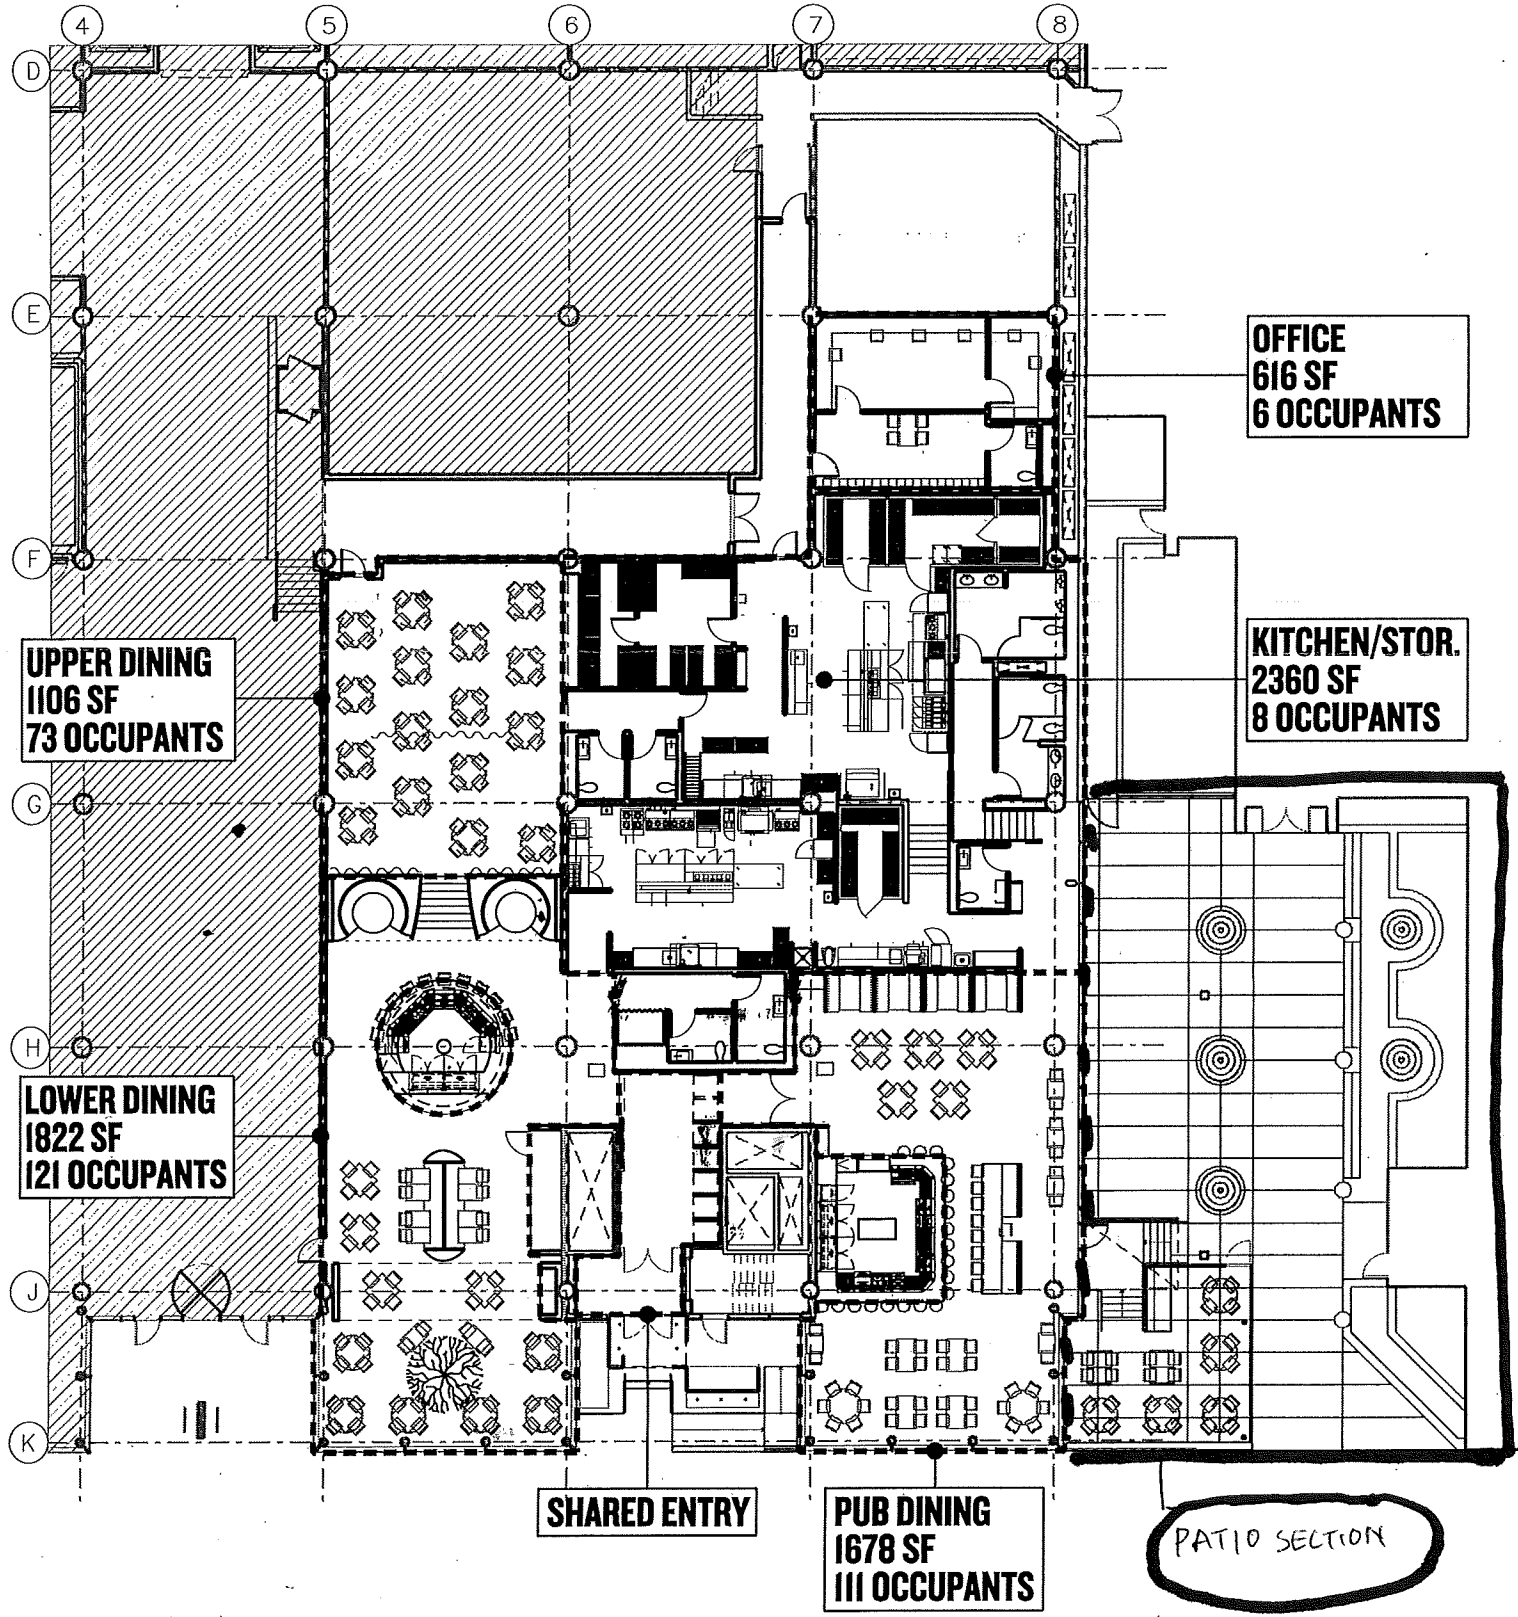 4 5 6 7 8
D
E
OFFICE
616 SF
6 OCCUPANTS
F
UPPER DINING
1106 SF
73 OCCUPANTS
KITCHEN/STOR.
2360 SF
8 OCCUPANTS
G
H
LOWER DINING
1822 SF
121 OCCUPANTS
J
K
SHARED ENTRY
PUB DINING
1678 SF
111 OCCUPANTS
PATIO SECTION